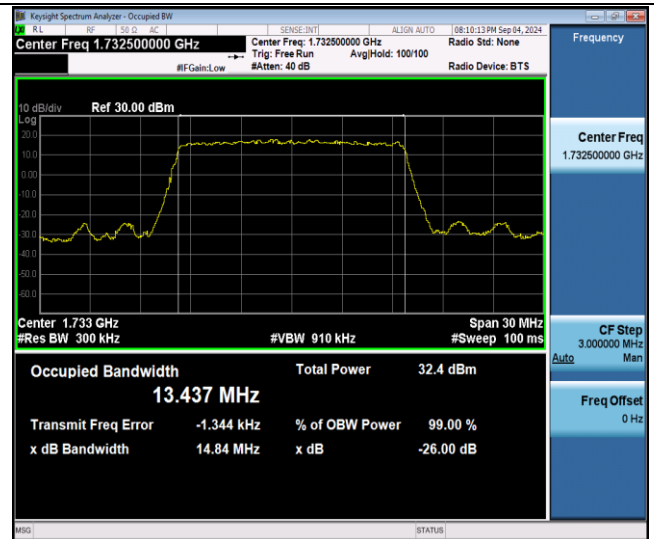 Keysight Spectrum Analyzer - Occupied BW
RL RF 50 Ω AC SENSE:INT ALIGN AUTO 08:10:13 PM Sep 04, 2024
Center Freq 1.732500000 GHz
Center Freq: 1.732500000 GHz
Radio Std: None
Trig: Free Run Avg|Hold: 100/100
#IFGain:Low #Atten: 40 dB Radio Device: BTS
Frequency
10 dB/div Ref 30.00 dBm
Log
20.0
10.0
0.00
-10.0
-20.0
-30.0
-40.0
-50.0
-60.0
Center 1.733 GHz Span 30 MHz
#Res BW 300 kHz #VBW 910 kHz #Sweep 100 ms
Occupied Bandwidth Total Power 32.4 dBm
13.437 MHz
Transmit Freq Error -1.344 kHz % of OBW Power 99.00 %
x dB Bandwidth 14.84 MHz x dB -26.00 dB
Center Freq
1.732500000 GHz
CF Step
3.000000 MHz
Auto Man
Freq Offset
0 Hz
MSG STATUS